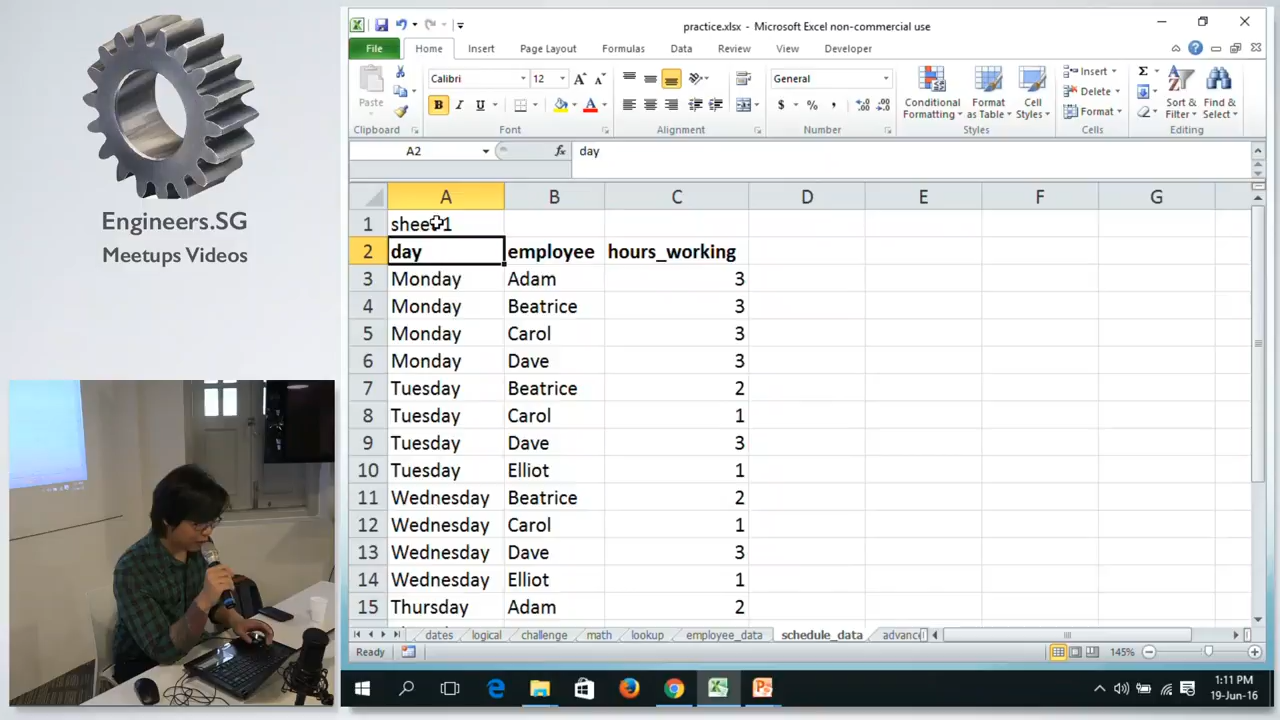 Engineers.SG
Meetups Videos
practice.xlsx - Microsoft Excel non-commercial use
File Home Insert Page Layout Formulas Data Review View Developer
Paste
Calibri 12
General
Conditional Formatting
Format as Table
Cell Styles
Insert
Delete
Format
Sort & Filter
Find & Select
Clipboard Font Alignment Number Styles Cells Editing
A2 fx day
A B C D E F G
1 sheet1
2 day employee hours_working
3 Monday Adam 3
4 Monday Beatrice 3
5 Monday Carol 3
6 Monday Dave 3
7 Tuesday Beatrice 2
8 Tuesday Carol 1
9 Tuesday Dave 3
10 Tuesday Elliot 1
11 Wednesday Beatrice 2
12 Wednesday Carol 1
13 Wednesday Dave 3
14 Wednesday Elliot 1
15 Thursday Adam 2
dates logical challenge math lookup employee_data schedule_data advanc
Ready 145%
1:11 PM
19-Jun-16